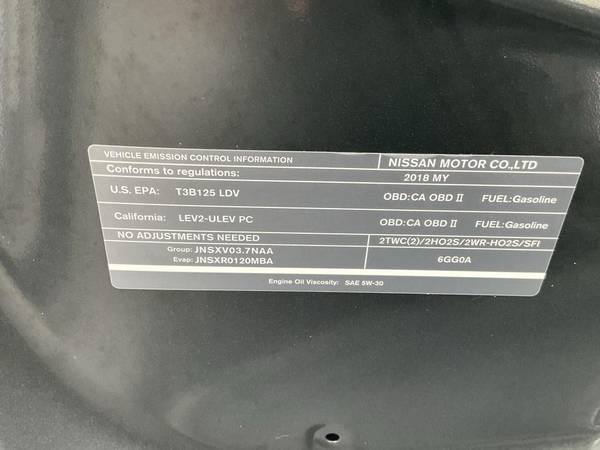 VEHICLE EMISSION CONTROL INFORMATION NISSAN MOTOR CO.,LTD
Conforms to regulations: 2018 MY
U.S. EPA: T3B125 LDV OBD:CA OBD II FUEL:Gasoline
California: LEV2-ULEV PC OBD:CA OBD II FUEL:Gasoline
NO ADJUSTMENTS NEEDED 2TWC(2)/2HO2S/2WR-HO2S/SFI
Group: JNSXV03.7NAA
Evap: JNSXR0120MBA 6GG0A
Engine Oil Viscosity: SAE 5W-30